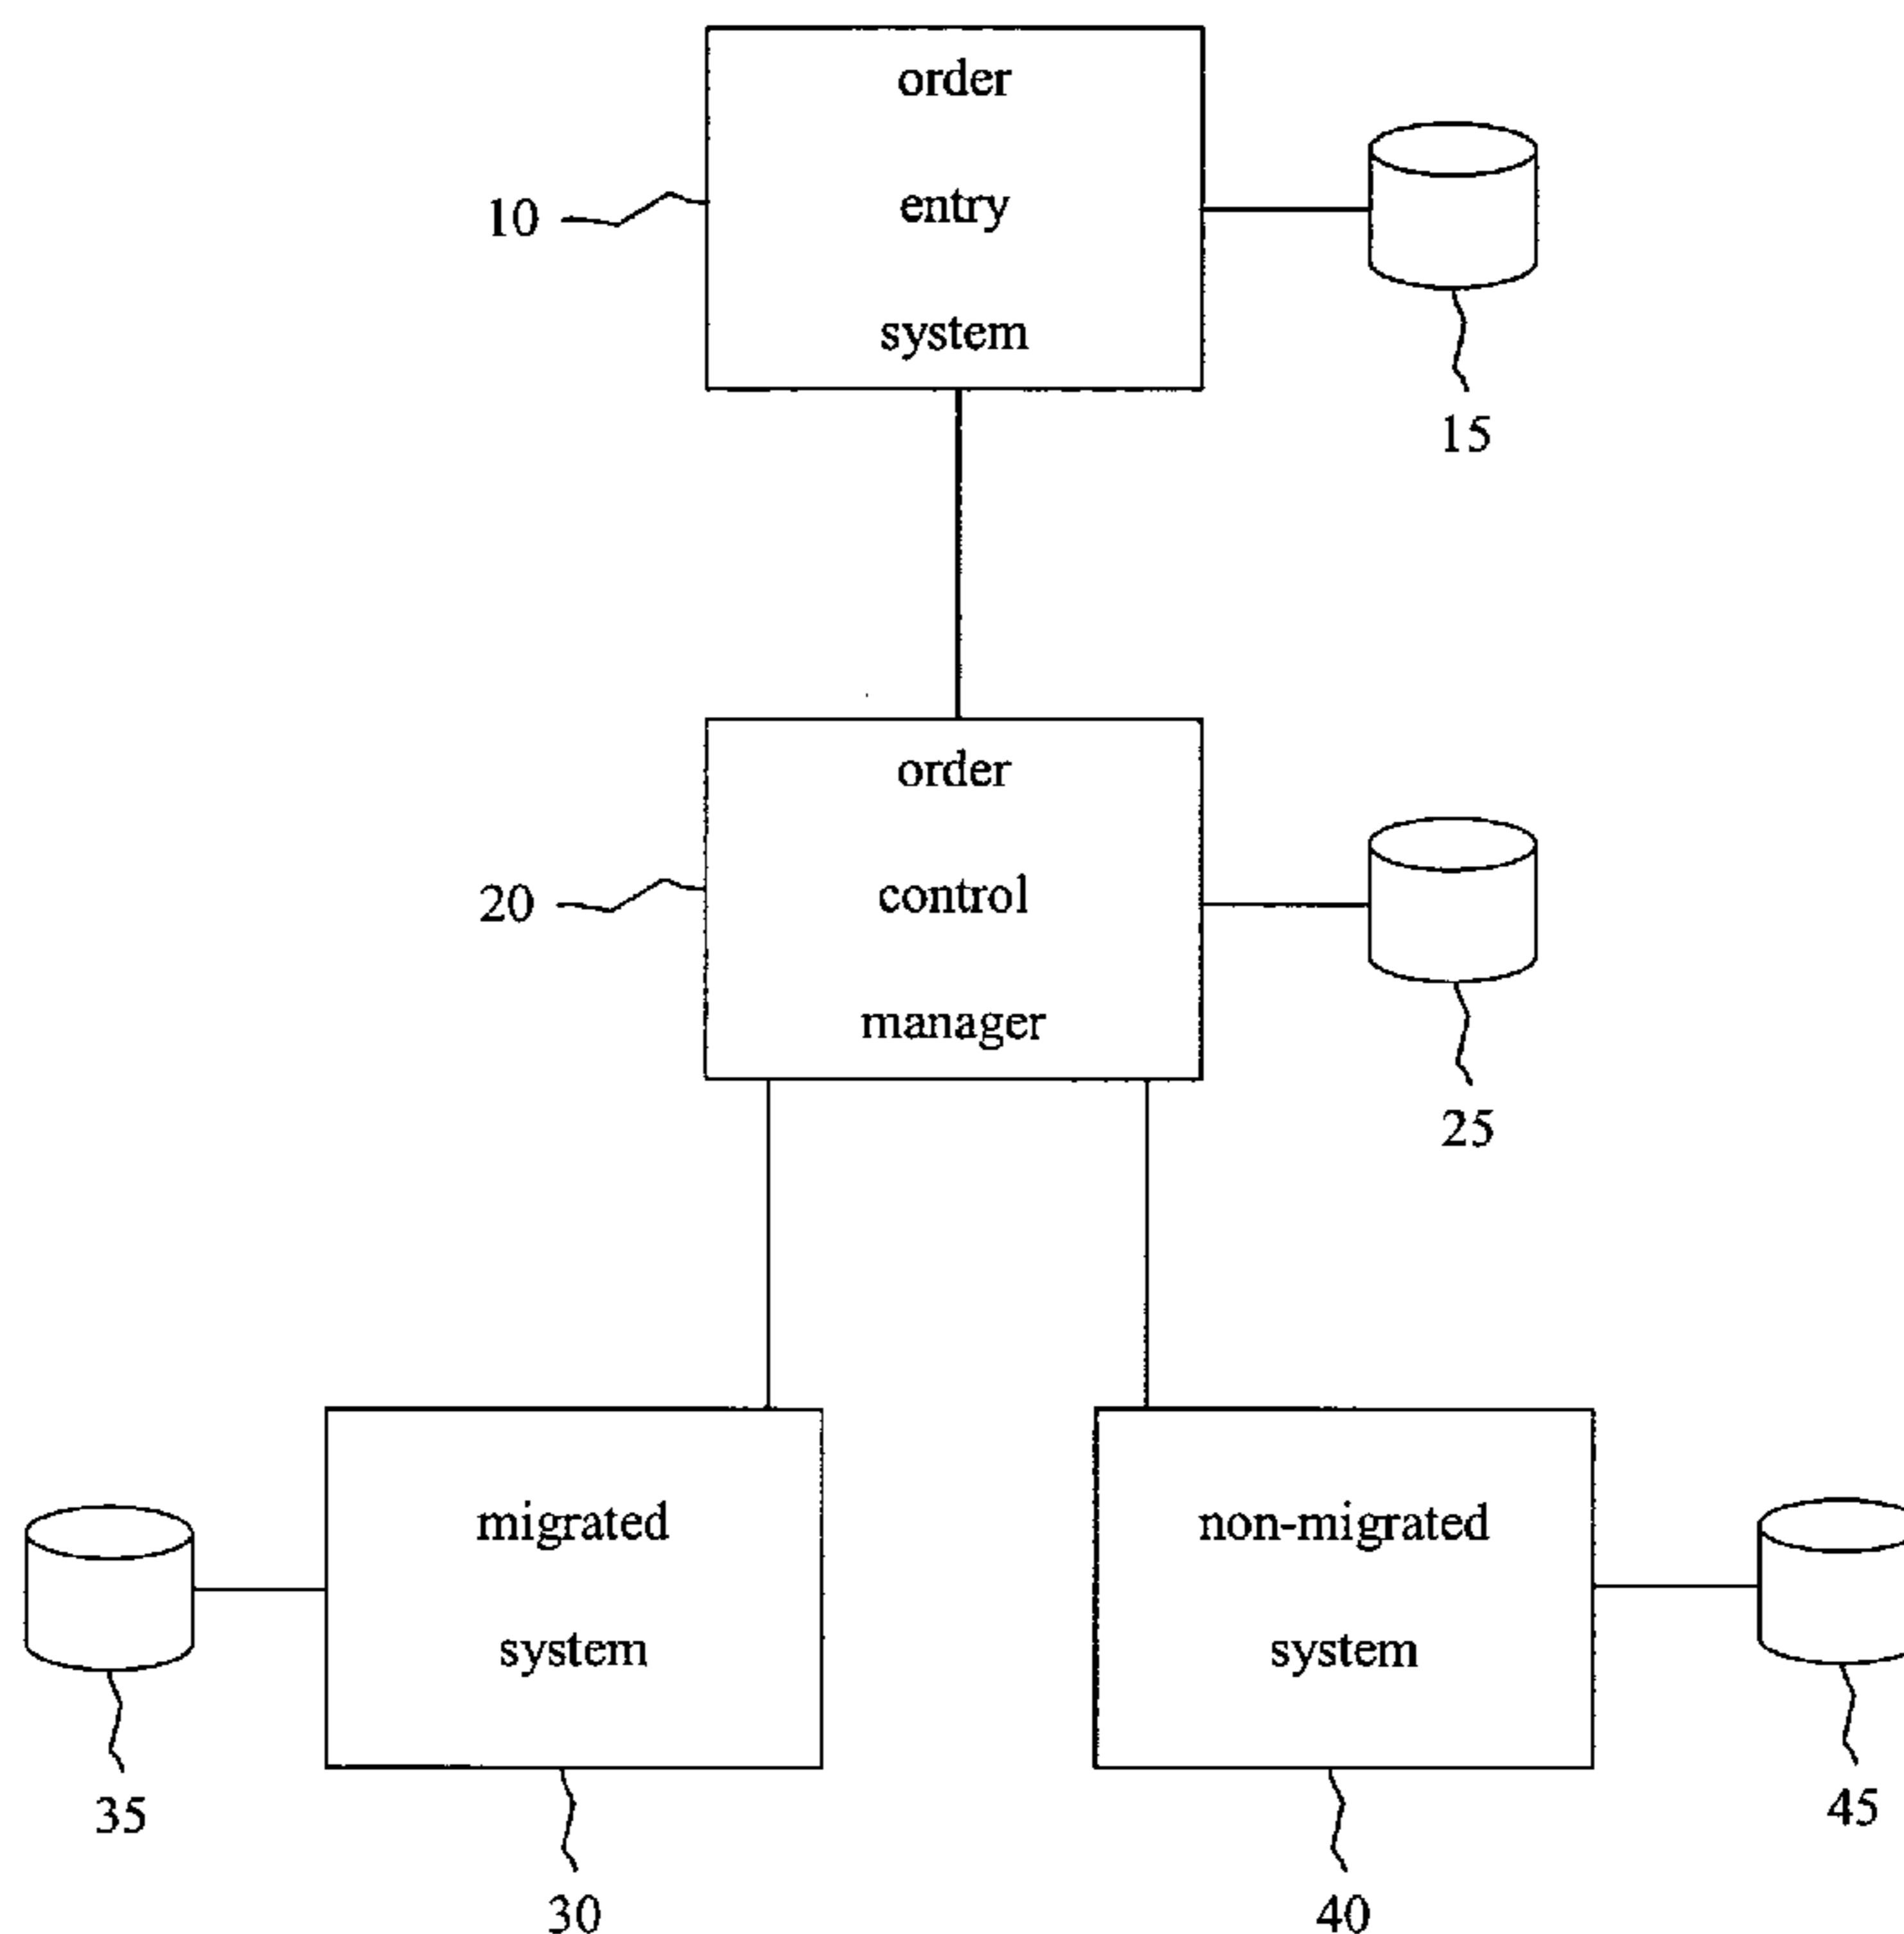 order
entry
system
10
15
order
control
manager
20
25
migrated
system
non-migrated
system
35
45
30
40